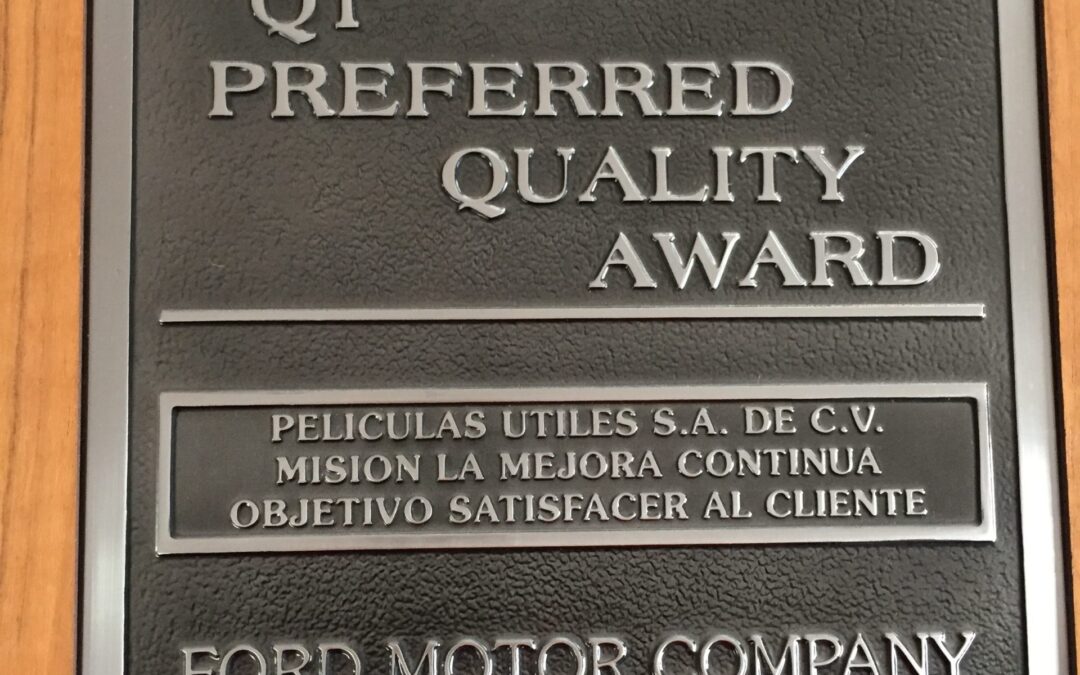 Q1
PREFERRED
QUALITY
AWARD
PELICULAS UTILES S.A. DE C.V.
MISION LA MEJORA CONTINUA
OBJETIVO SATISFACER AL CLIENTE
FORD MOTOR COMPANY